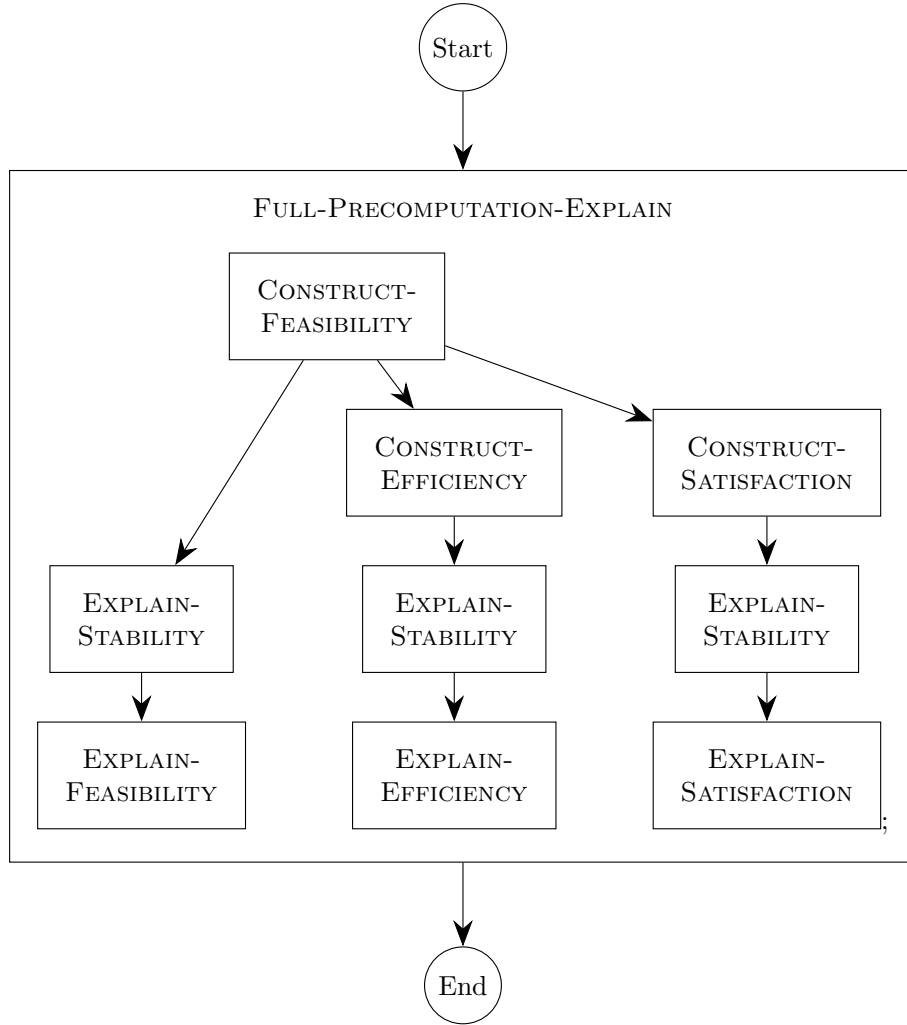 Start
Full-Precomputation-Explain
Construct-
Feasibility
Construct-
Efficiency
Construct-
Satisfaction
Explain-
Stability
Explain-
Stability
Explain-
Stability
Explain-
Feasibility
Explain-
Efficiency
Explain-
Satisfaction
;
End